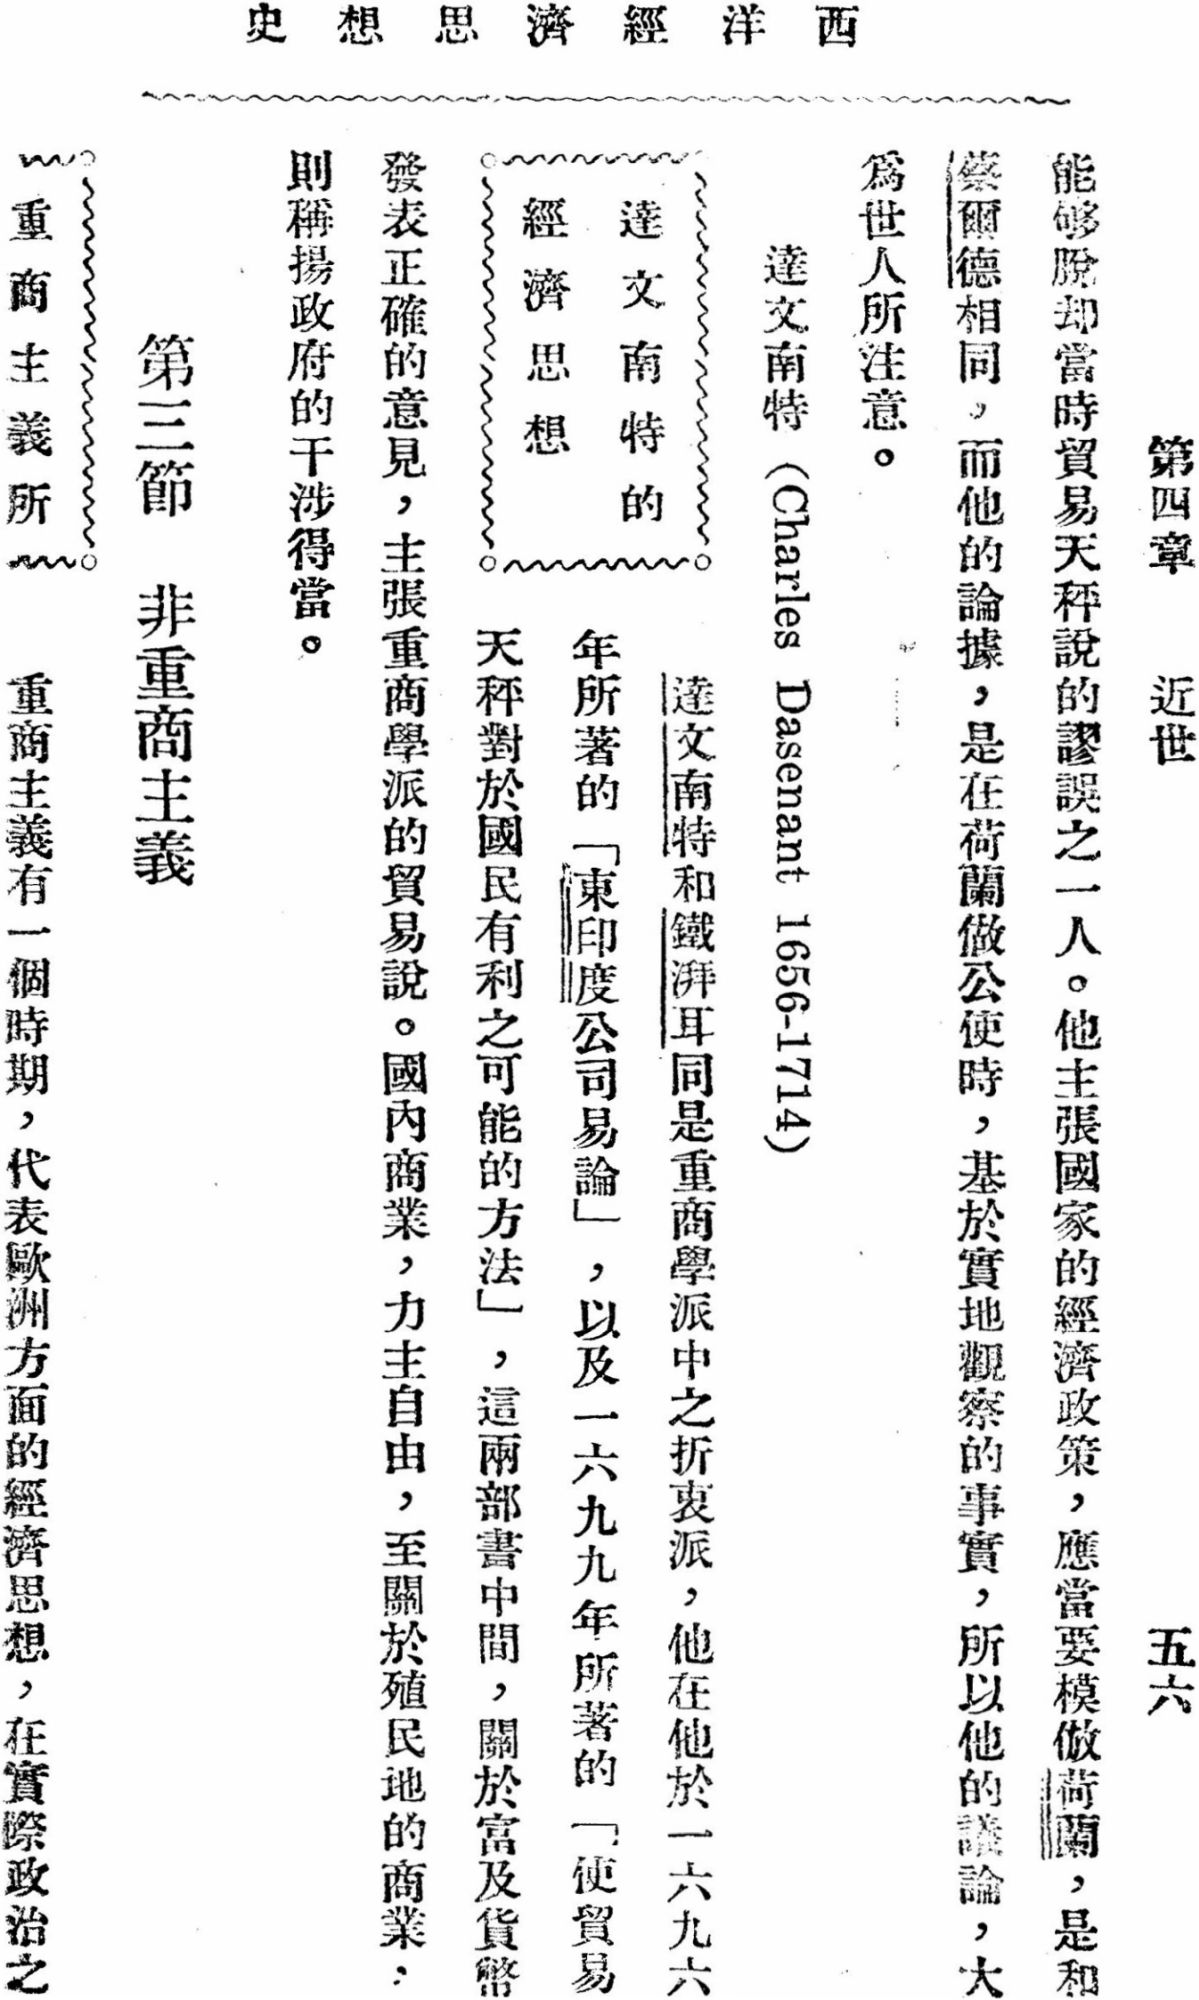 西洋經濟思想史
第四章 近世 五六
能够脫却當時貿易天秤說的謬誤之一人。他主張國家的經濟政策，應當要模倣荷蘭，是和
蔡爾德相同，而他的論據，是在荷蘭做公使時，基於實地觀察的事實，所以他的議論，大
爲世人所注意。
達文南特 (Charles Dasenant 1656-1714)
達文南特的
經濟思想
達文南特和鐵湃耳同是重商學派中之折衷派，他在他於一六九六
年所著的「東印度公司易論」，以及一六九九年所著的「使貿易
天秤對於國民有利之可能的方法」，這兩部書中間，關於富及貨幣
發表正確的意見，主張重商學派的貿易說。國內商業，力主自由，至關於殖民地的商業，
則稱揚政府的干涉得當。
第三節 非重商主義
重商主義所
重商主義有一個時期，代表歐洲方面的經濟思想，在實際政治之